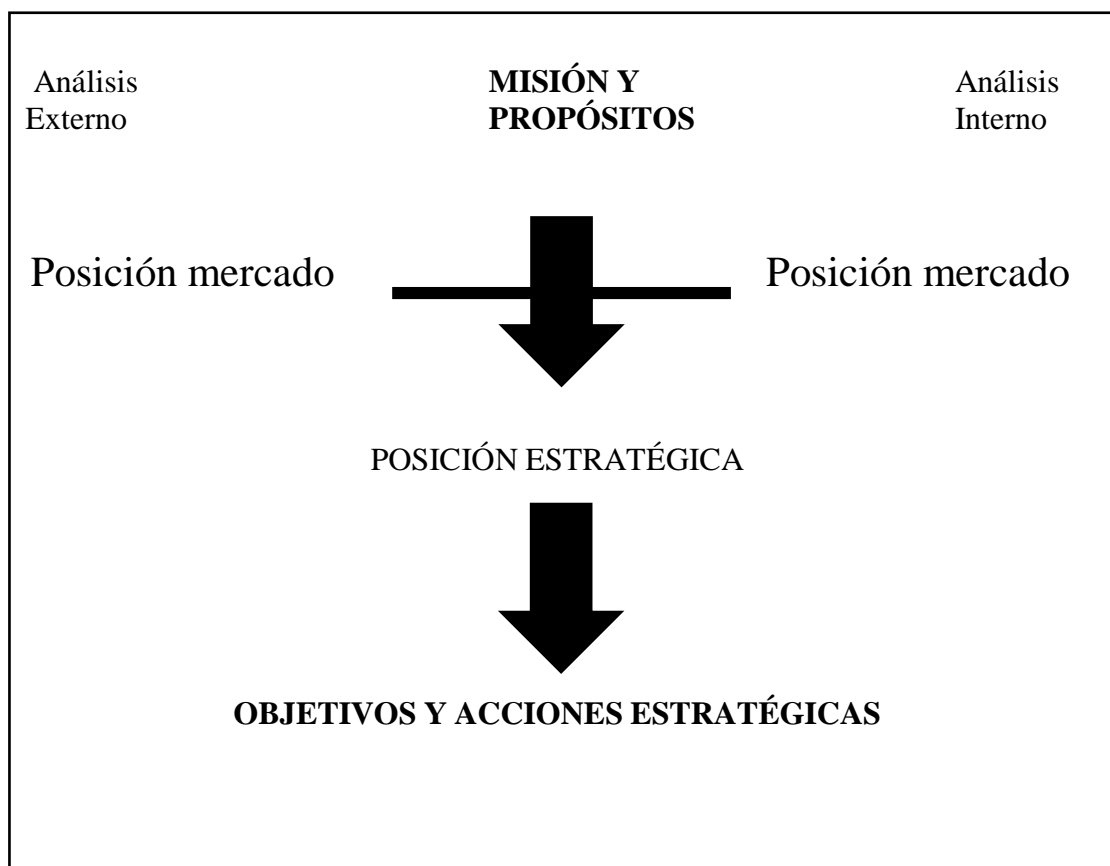 Análisis
Externo
MISIÓN Y
PROPÓSITOS
Análisis
Interno
Posición mercado
Posición mercado
POSICIÓN ESTRATÉGICA
OBJETIVOS Y ACCIONES ESTRATÉGICAS